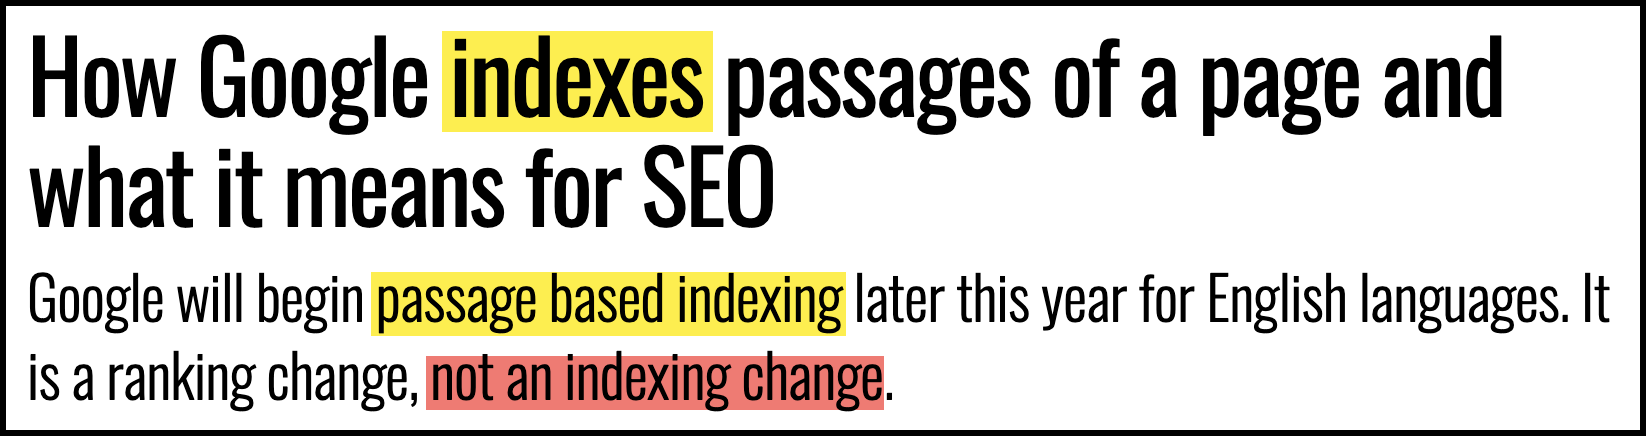 How Google indexes passages of a page and
what it means for SEO
Google will begin passage based indexing later this year for English languages. It
is a ranking change, not an indexing change.